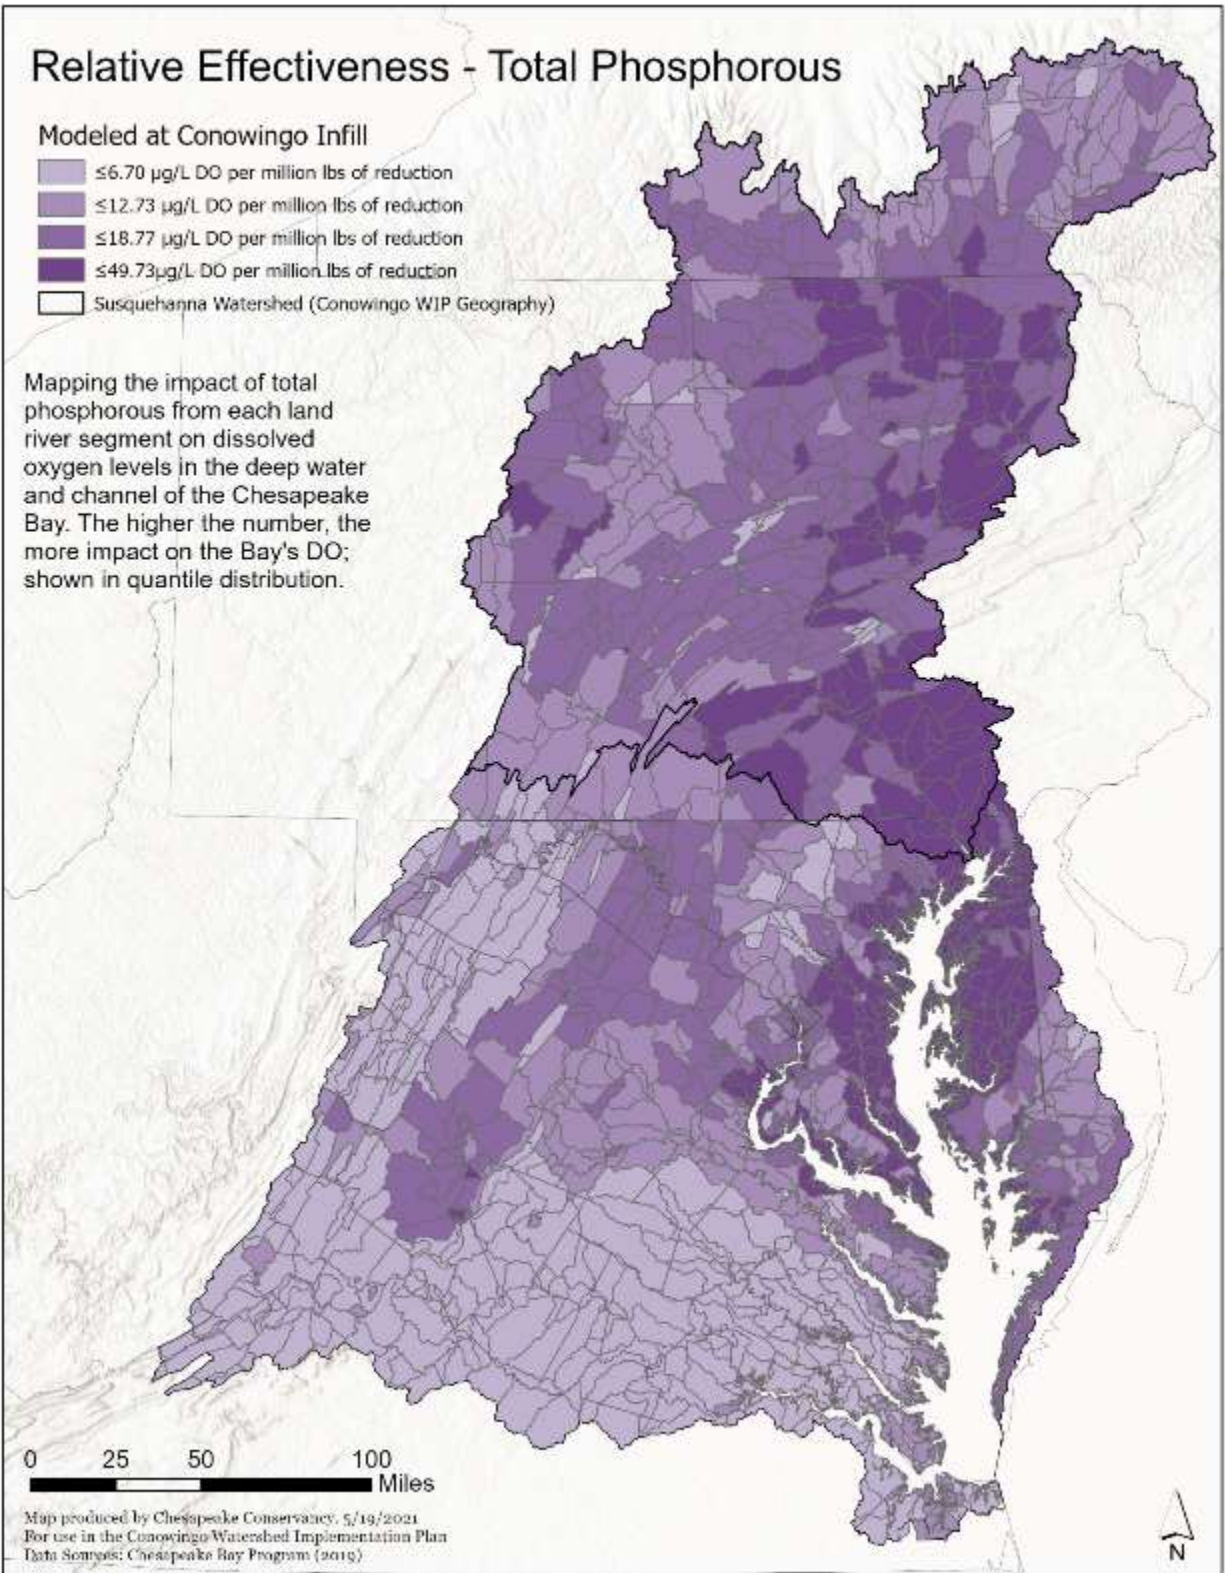 Relative Effectiveness - Total Phosphorous
Modeled at Conowingo Infill
≤6.70 µg/L DO per million lbs of reduction
≤12.73 µg/L DO per million lbs of reduction
≤18.77 µg/L DO per million lbs of reduction
≤49.73µg/L DO per million lbs of reduction
Susquehanna Watershed (Conowingo WIP Geography)
Mapping the impact of total
phosphorous from each land
river segment on dissolved
oxygen levels in the deep water
and channel of the Chesapeake
Bay. The higher the number, the
more impact on the Bay's DO;
shown in quantile distribution.
0 25 50 100
Miles
Map produced by Chesapeake Conservancy, 5/19/2021
For use in the Conowingo Watershed Implementation Plan
Data Sources: Chesapeake Bay Program (2019)
N